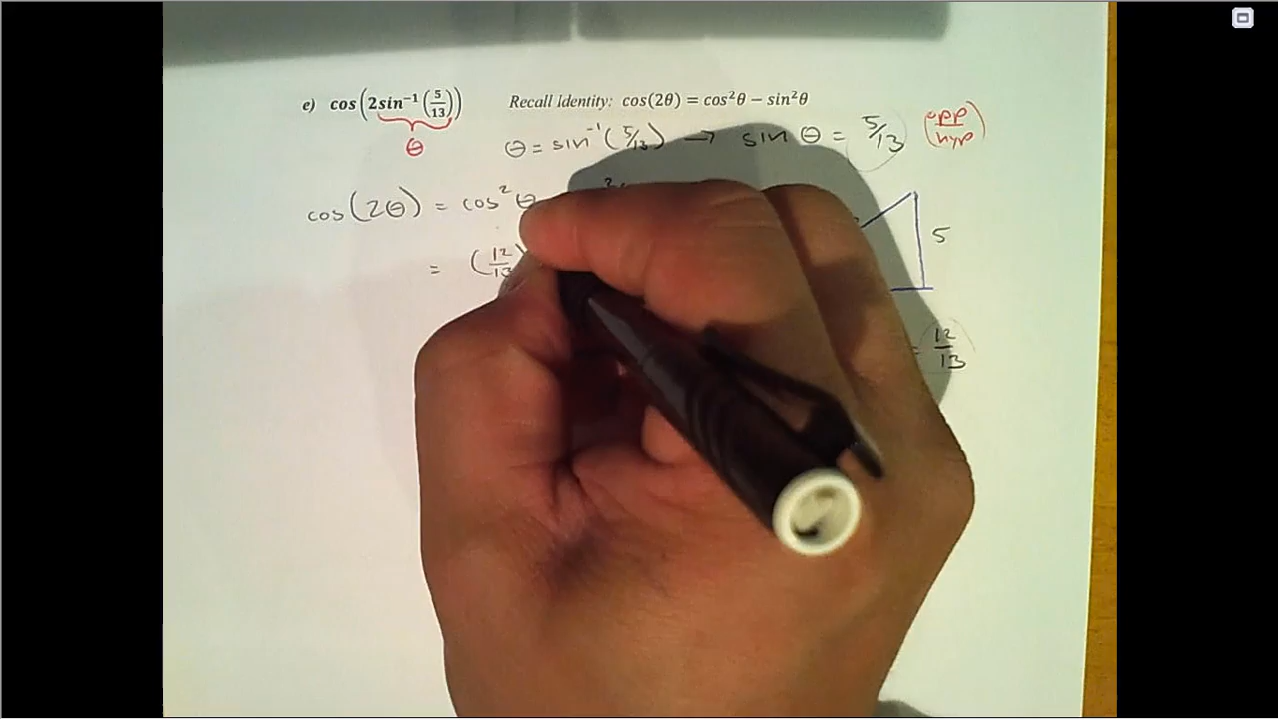 e) cos(2sin⁻¹(5/13)) Recall Identity: cos(2θ) = cos²θ − sin²θ
θ θ = sin⁻¹(5/13) → sin θ = 5/13 (opp/hyp)
cos(2θ) = cos²θ
5
= (12/13)
= 12/13